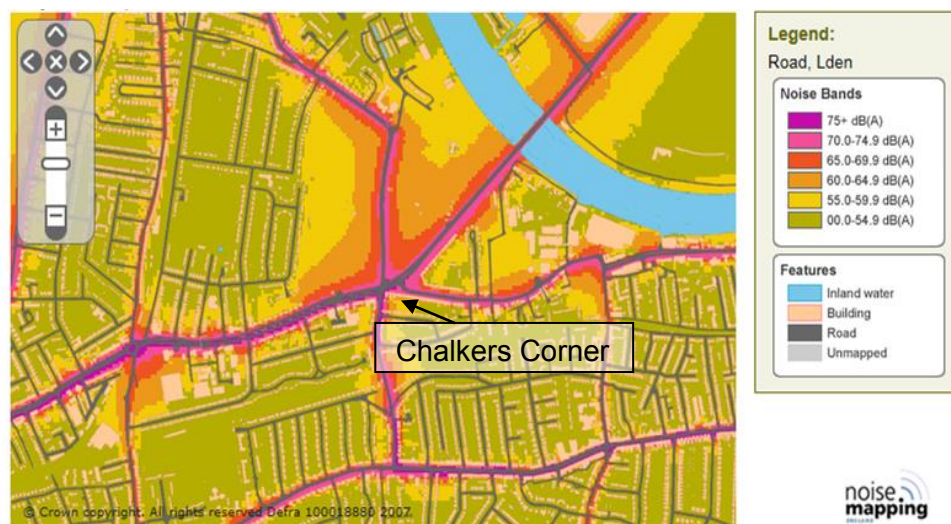 Chalkers Corner
© Crown copyright. All rights reserved Defra 100018880 2007.
Legend:
Road, Lden
Noise Bands
75+ dB(A)
70.0-74.9 dB(A)
65.0-69.9 dB(A)
60.0-64.9 dB(A)
55.0-59.9 dB(A)
00.0-54.9 dB(A)
Features
Inland water
Building
Road
Unmapped
noise
mapping
ENGLAND